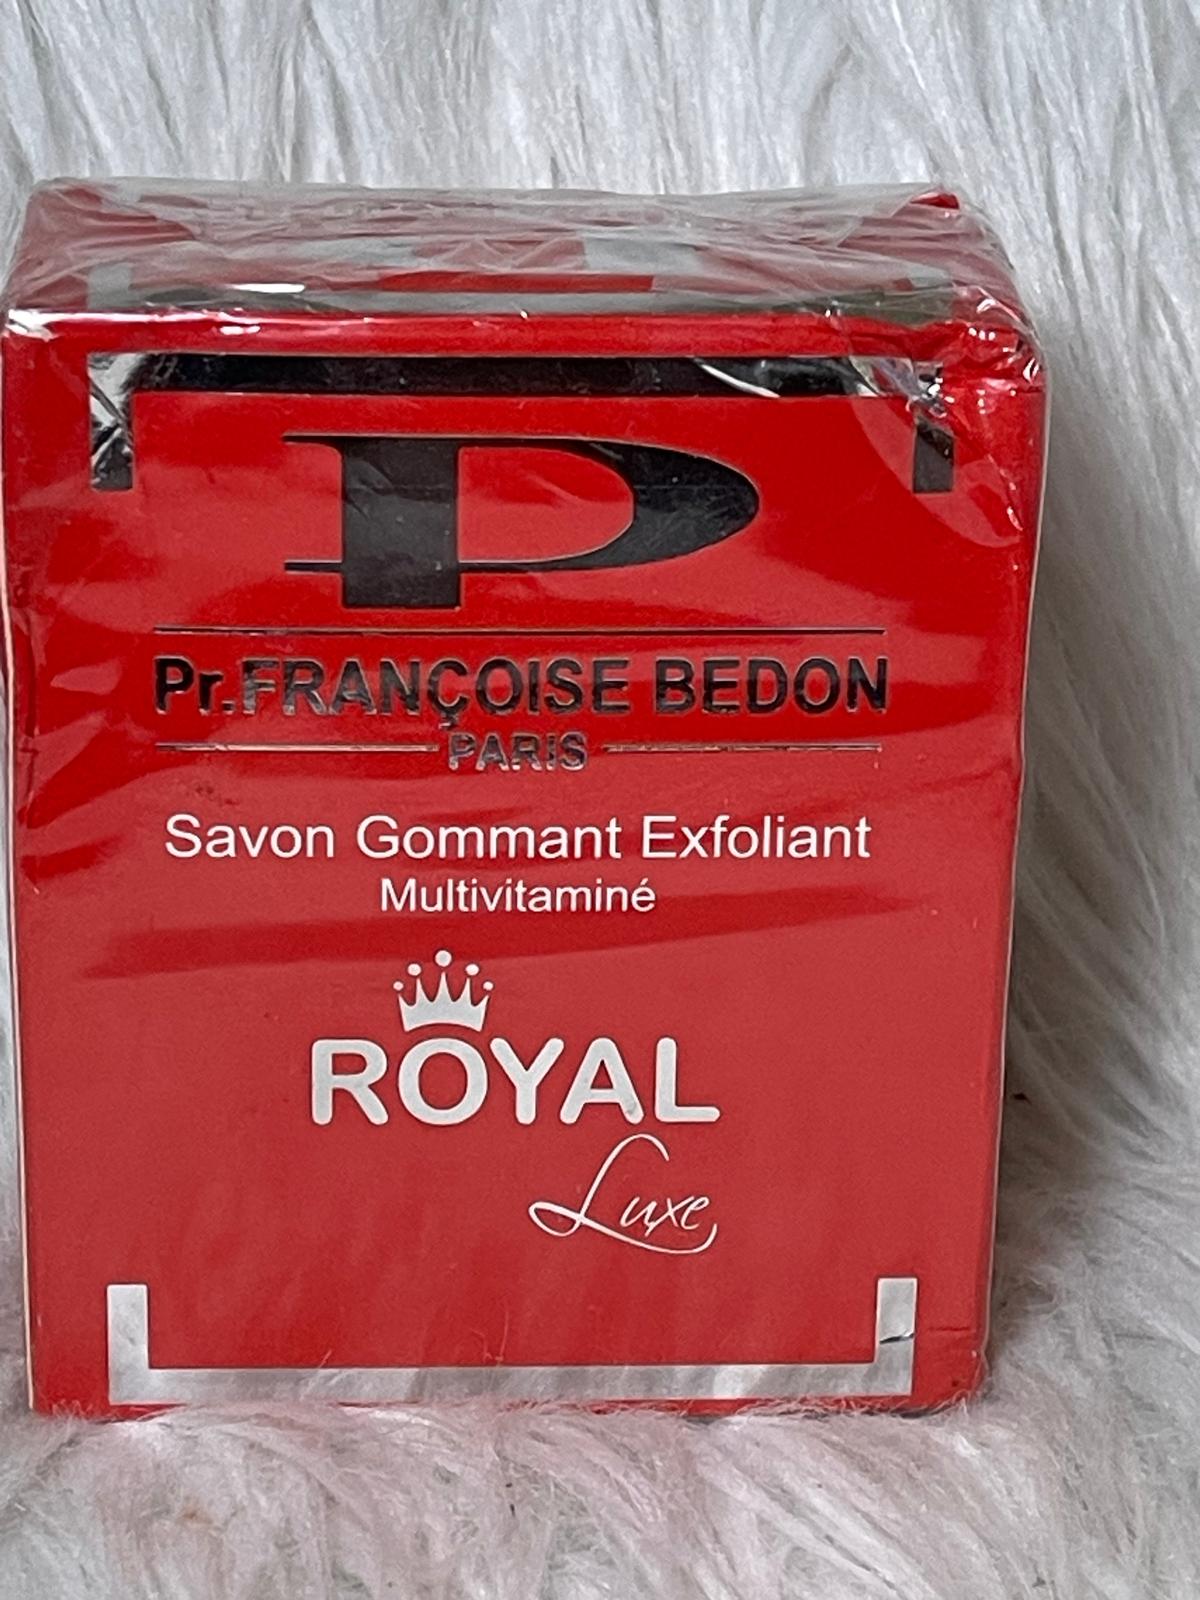 P
Pr.FRANÇOISE BEDON
PARIS
Savon Gommant Exfoliant
Multivitaminé
ROYAL
Luxe